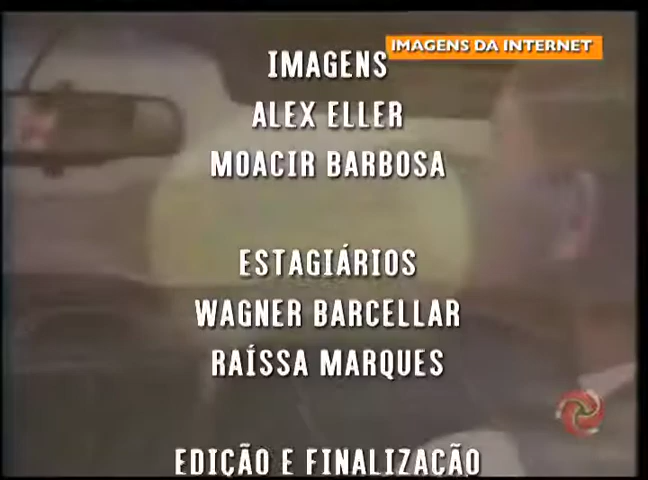 IMAGENS DA INTERNET
IMAGENS
ALEX ELLER
MOACIR BARBOSA
ESTAGIÁRIOS
WAGNER BARCELLAR
RAÍSSA MARQUES
EDIÇÃO E FINALIZAÇÃO